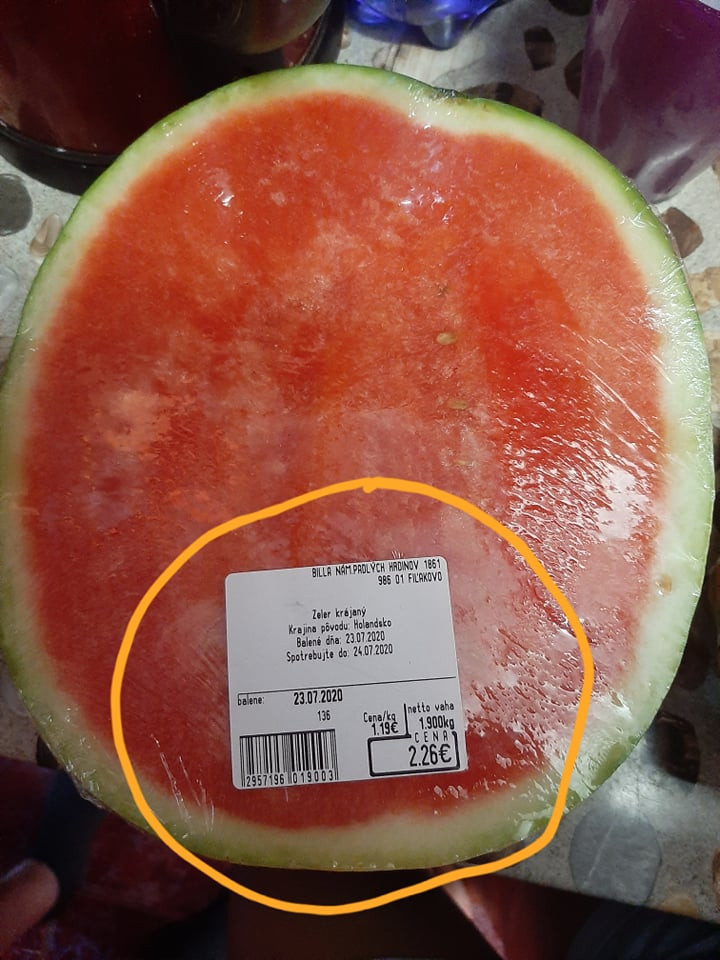 BILLA NÁM.PADLÝCH HRDINOV 1861
986 01 FIĽAKOVO
Zeler krájaný
Krajina pôvodu: Holandsko
Balené dňa: 23.07.2020
Spotrebujte do: 24.07.2020
balene: 23.07.2020
136
Cena/kg netto vaha
1.19€ 1.900kg
CENA
2.26€
2957196 019003